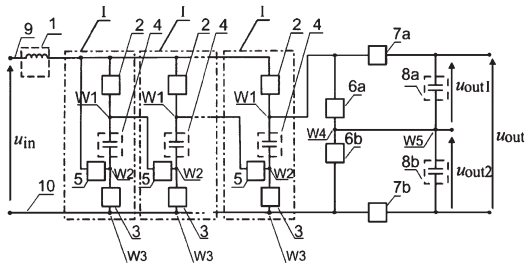 I I I
9 1 2 4 2 4 2 4 7a
6a 8a uout1
W1 W1 W1
uin W4 W5 uout
6b
5 W2 5 W2 5 W2 8b uout2
10 7b
3 3 3
W3 W3 W3